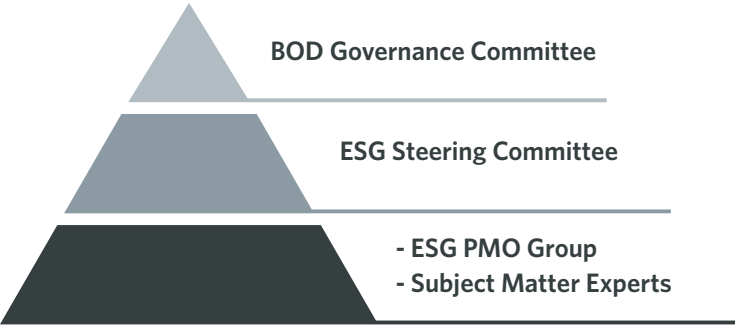 BOD Governance Committee
ESG Steering Committee
- ESG PMO Group
- Subject Matter Experts